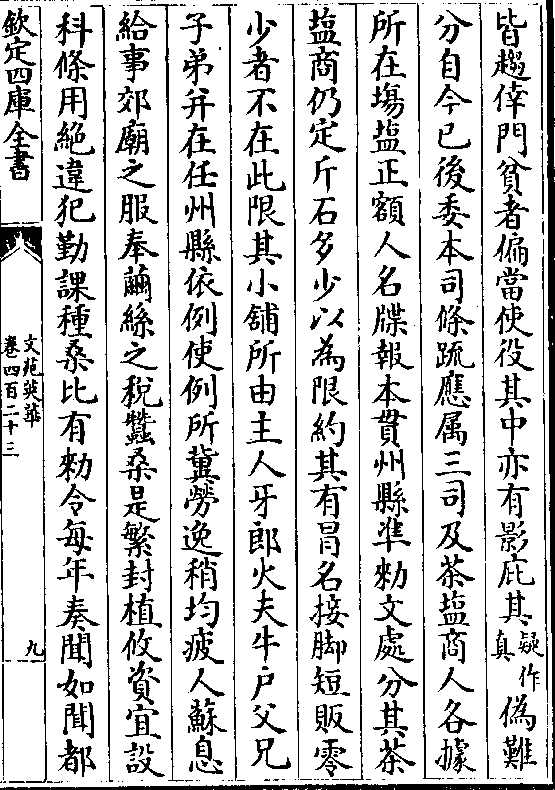 皆趨倖門貧者偏當使役其中亦有影庇其疑作真偽難
分自今已後委本司條疏應属三司及茶塩商人各據
所在場塩正額人名牒報本貫州縣準勑文處分其茶
塩商仍定斤石多少以為限約其有冒名接脚短販零
少者不在此限其小舖所由主人牙郎火夫牛户父兄
子弟并在任州縣依例使例所冀勞逸稍均疲人蘇息
給事郊廟之服奉繭絲之税蠶桑是繁封植攸資宜設
科條用絶違犯勤課種桑比有勑令每年奏聞如聞都
欽定四庫全書
文苑英華
卷四百二十三
九